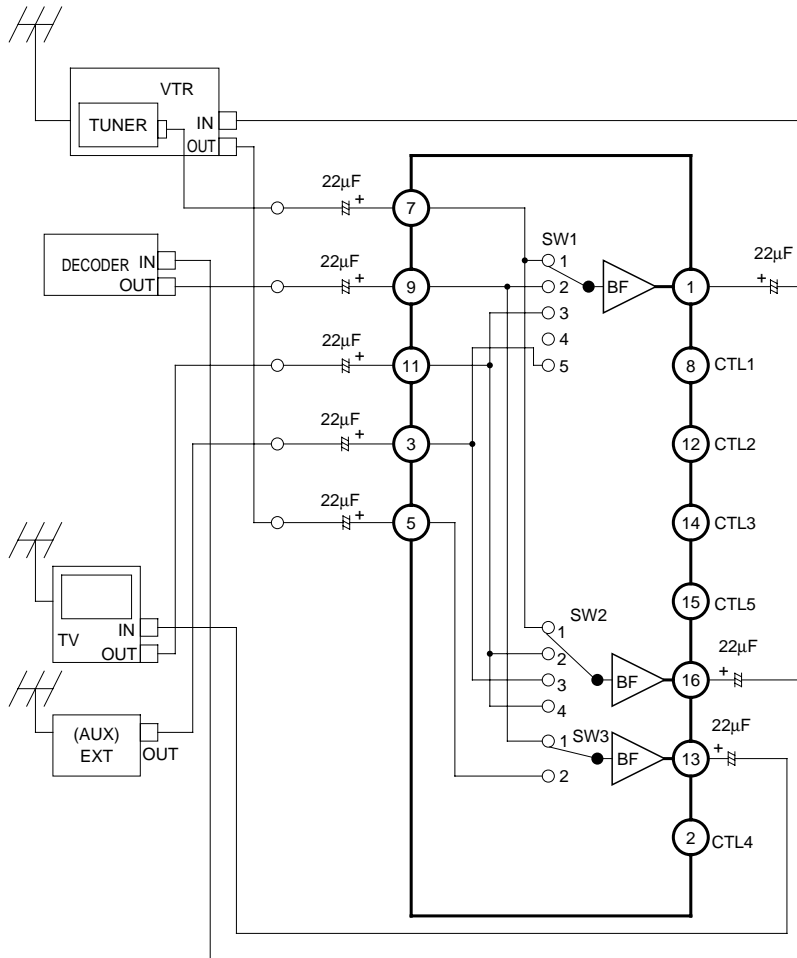 VTR
TUNER
IN
OUT
DECODER
IN
OUT
22μF
+
7
22μF
+
9
22μF
+
11
22μF
+
3
22μF
+
5
SW1
1
2
3
4
5
BF
1
22μF
+
8
CTL1
12
CTL2
14
CTL3
15
CTL5
SW2
1
2
3
4
BF
16
22μF
+
SW3
1
2
BF
13
22μF
+
2
CTL4
TV
IN
OUT
(AUX)
EXT
OUT